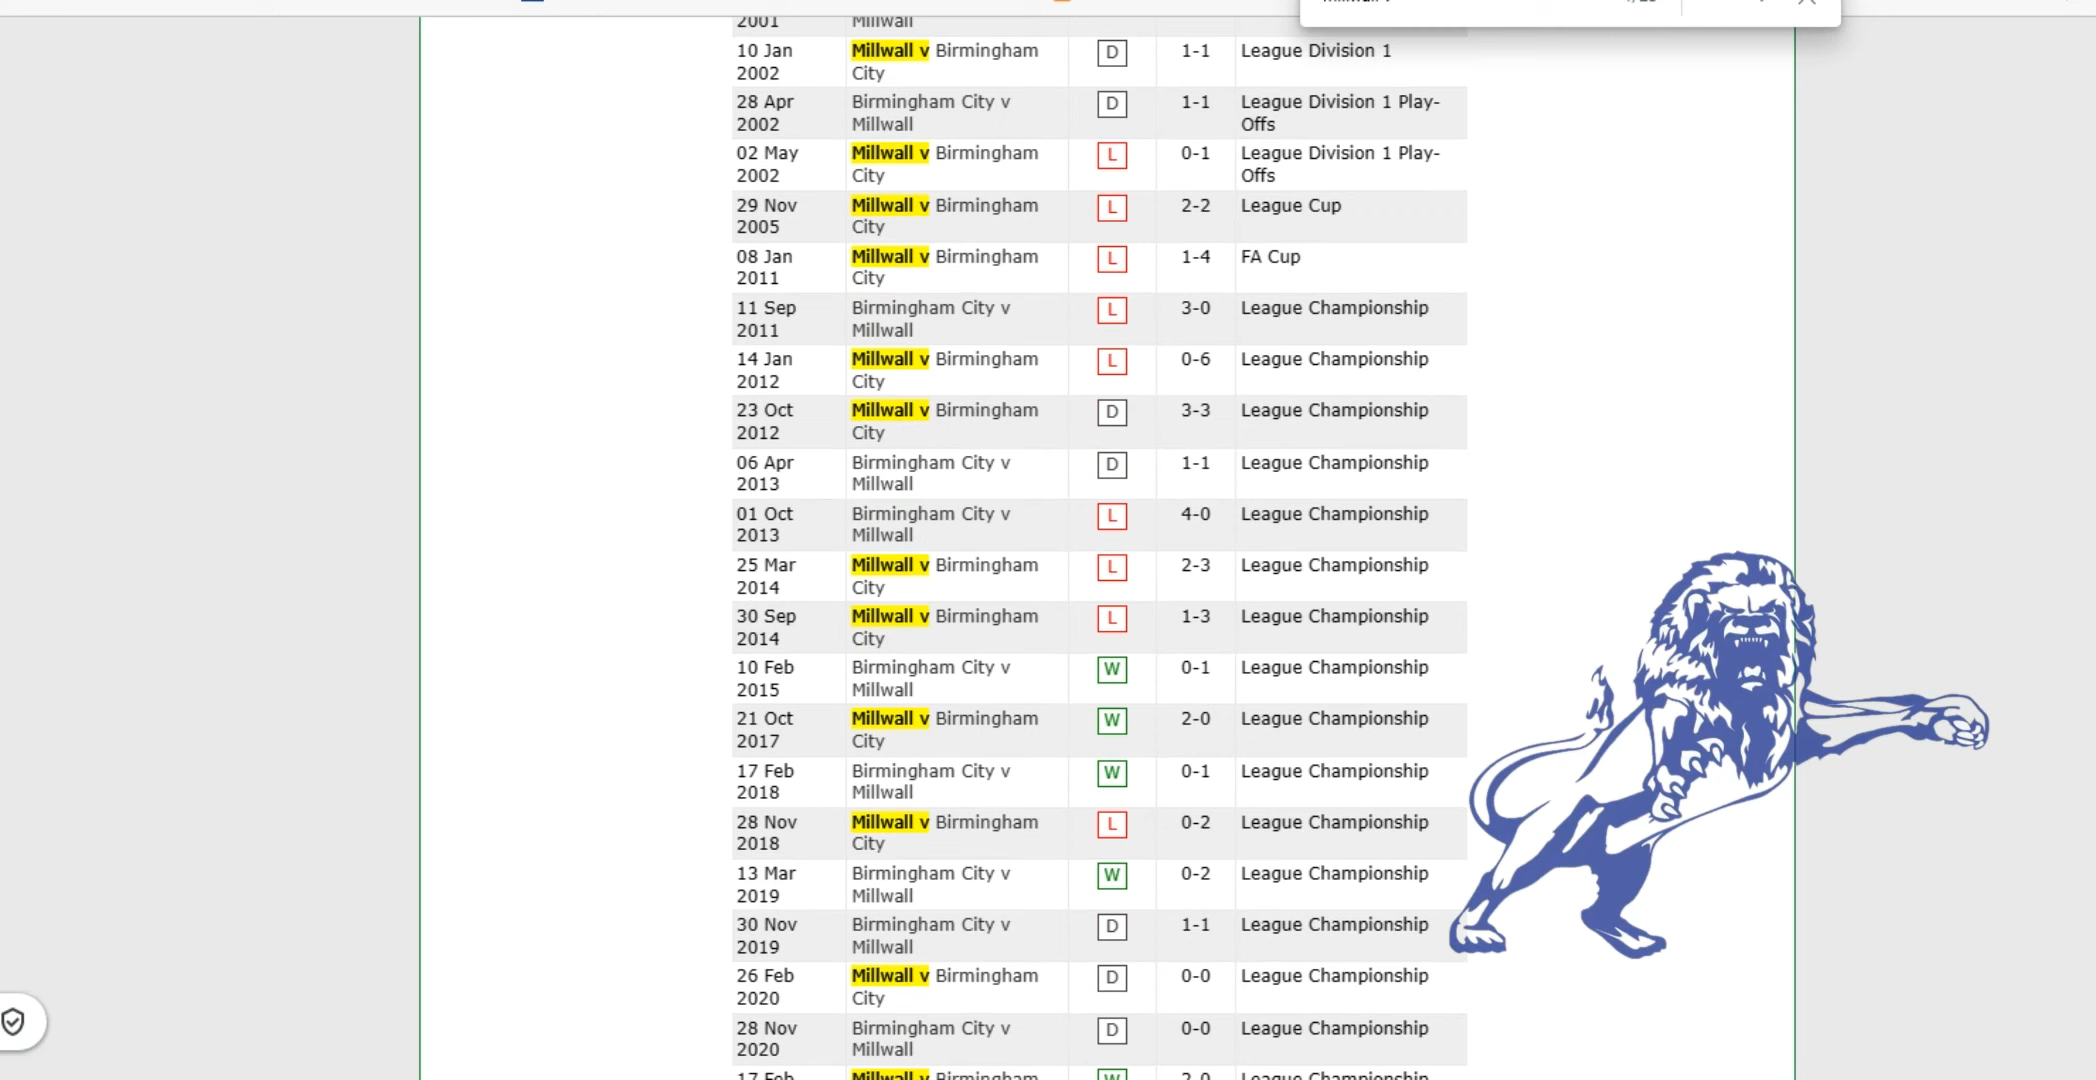 2001 Millwall
10 Jan Millwall v Birmingham D 1-1 League Division 1
2002 City
28 Apr Birmingham City v D 1-1 League Division 1 Play-
2002 Millwall Offs
02 May Millwall v Birmingham L 0-1 League Division 1 Play-
2002 City Offs
29 Nov Millwall v Birmingham L 2-2 League Cup
2005 City
08 Jan Millwall v Birmingham L 1-4 FA Cup
2011 City
11 Sep Birmingham City v L 3-0 League Championship
2011 Millwall
14 Jan Millwall v Birmingham L 0-6 League Championship
2012 City
23 Oct Millwall v Birmingham D 3-3 League Championship
2012 City
06 Apr Birmingham City v D 1-1 League Championship
2013 Millwall
01 Oct Birmingham City v L 4-0 League Championship
2013 Millwall
25 Mar Millwall v Birmingham L 2-3 League Championship
2014 City
30 Sep Millwall v Birmingham L 1-3 League Championship
2014 City
10 Feb Birmingham City v W 0-1 League Championship
2015 Millwall
21 Oct Millwall v Birmingham W 2-0 League Championship
2017 City
17 Feb Birmingham City v W 0-1 League Championship
2018 Millwall
28 Nov Millwall v Birmingham L 0-2 League Championship
2018 City
13 Mar Birmingham City v W 0-2 League Championship
2019 Millwall
30 Nov Birmingham City v D 1-1 League Championship
2019 Millwall
26 Feb Millwall v Birmingham D 0-0 League Championship
2020 City
28 Nov Birmingham City v D 0-0 League Championship
2020 Millwall
17 Feb Millwall v Birmingham W 2-0 League Championship